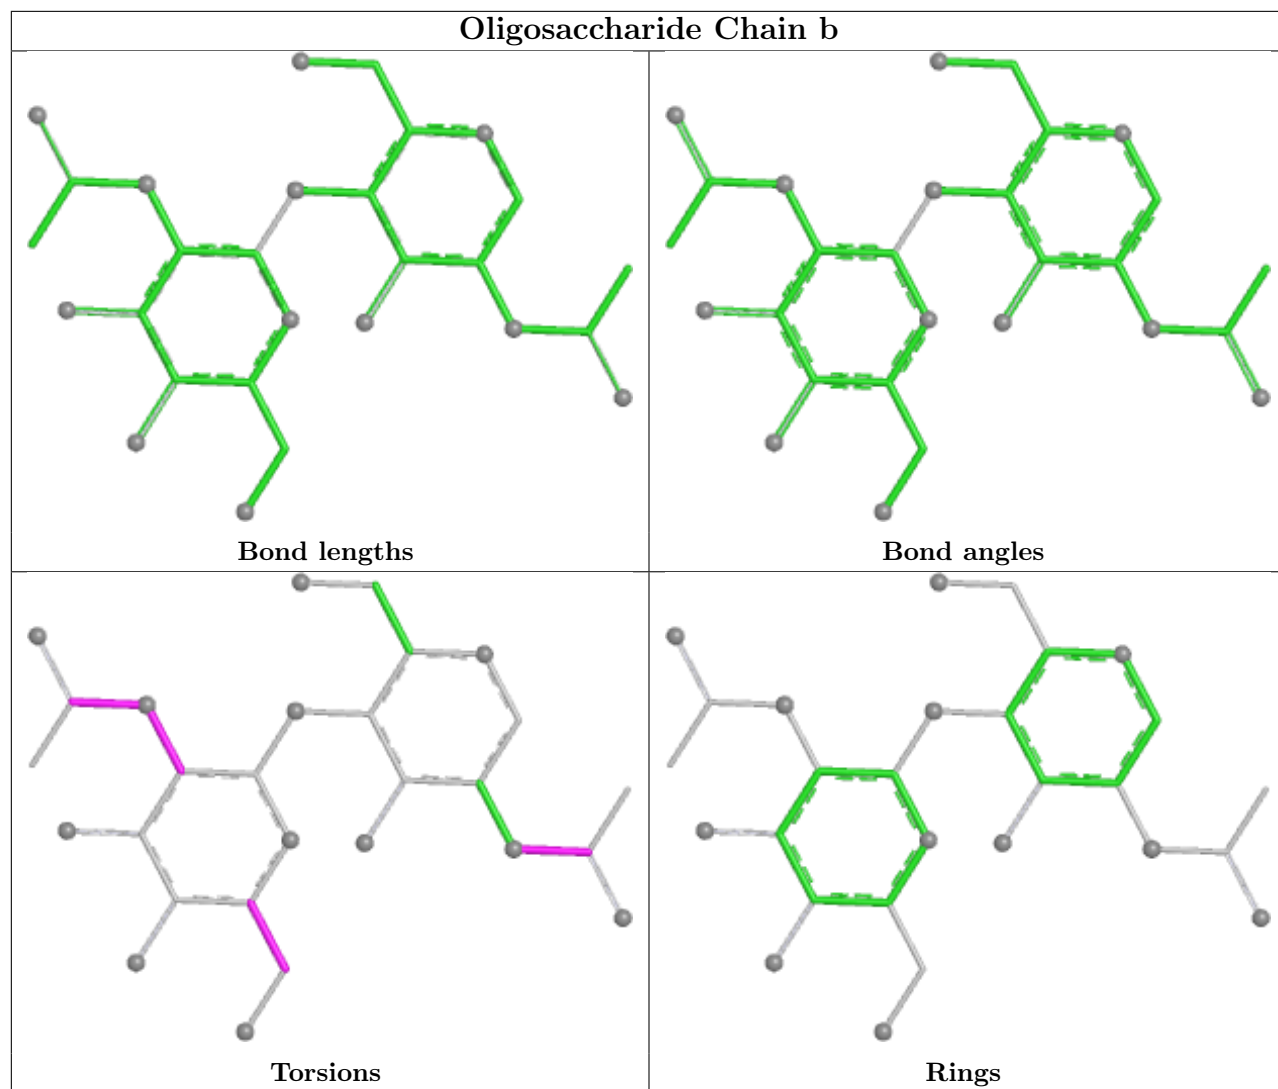 Oligosaccharide Chain b
Bond lengths
Bond angles
Torsions
Rings